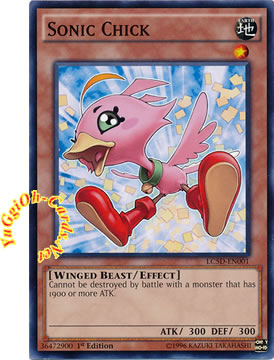 SONIC CHICK
EARTH
地
YuGiOh-Cards.Net
LC5D-EN001
[WINGED BEAST/EFFECT]
Cannot be destroyed by battle with a monster that has
1900 or more ATK.
ATK/ 300 DEF/ 300
36472900 1st Edition ©1996 KAZUKI TAKAHASHI